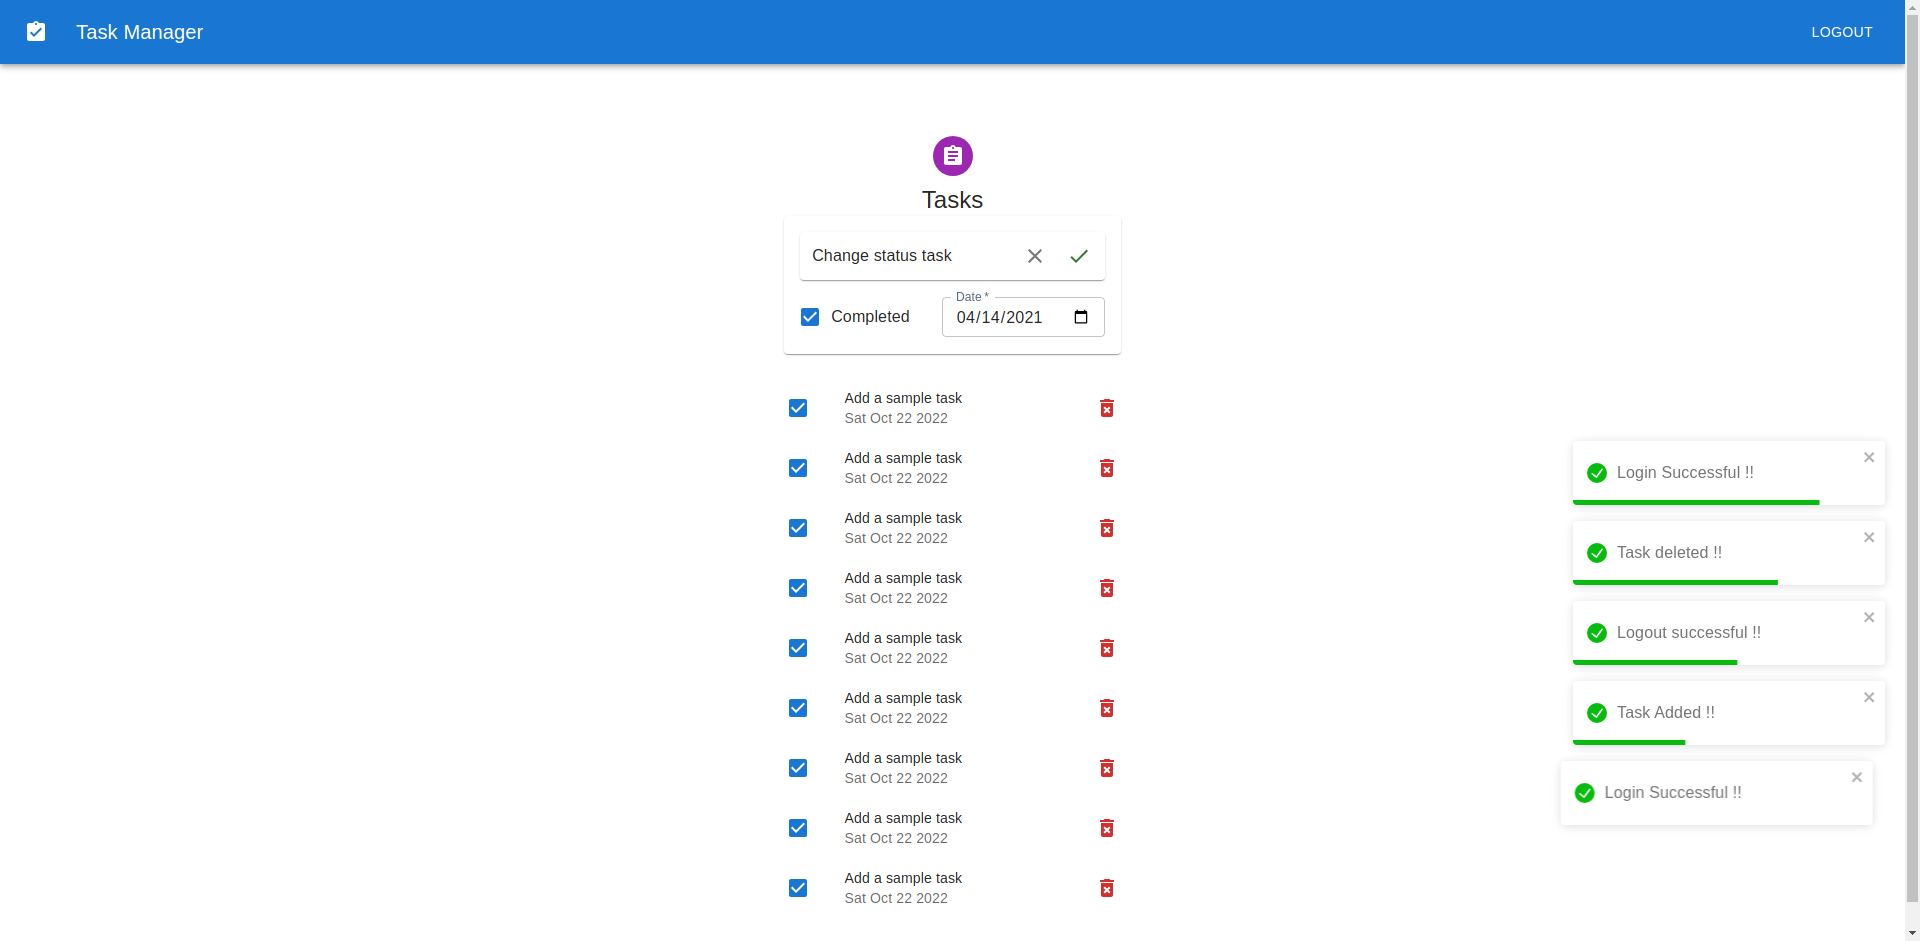 Task Manager
LOGOUT
Tasks
Change status task
Date *
Completed
04/14/2021
Add a sample task
Sat Oct 22 2022
Add a sample task
Sat Oct 22 2022
Add a sample task
Sat Oct 22 2022
Add a sample task
Sat Oct 22 2022
Add a sample task
Sat Oct 22 2022
Add a sample task
Sat Oct 22 2022
Add a sample task
Sat Oct 22 2022
Add a sample task
Sat Oct 22 2022
Add a sample task
Sat Oct 22 2022
Login Successful !!
Task deleted !!
Logout successful !!
Task Added !!
Login Successful !!